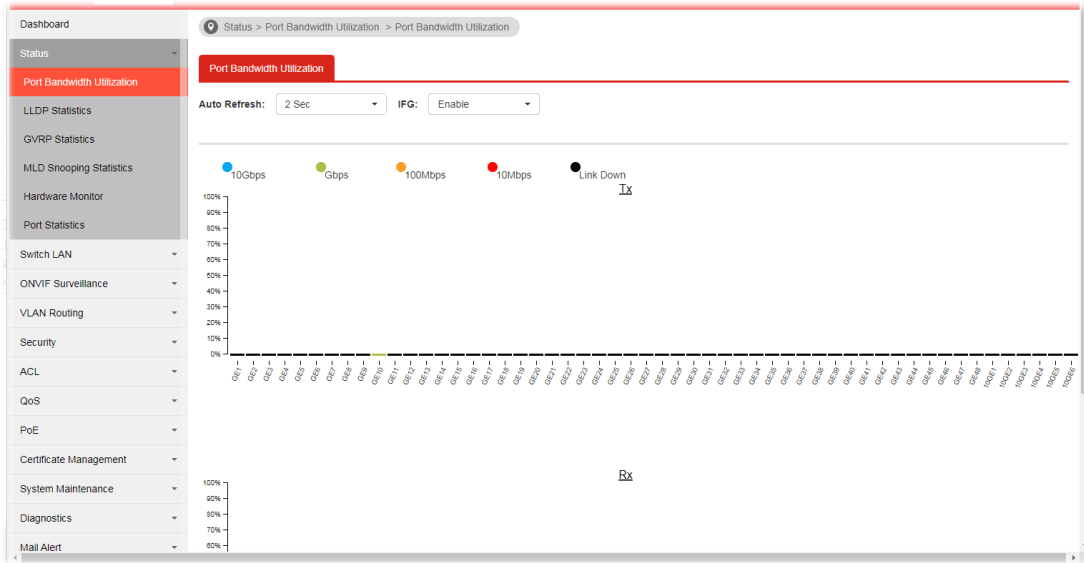 Dashboard
Status
Port Bandwidth Utilization
LLDP Statistics
GVRP Statistics
MLD Snooping Statistics
Hardware Monitor
Port Statistics
Switch LAN
ONVIF Surveillance
VLAN Routing
Security
ACL
QoS
PoE
Certificate Management
System Maintenance
Diagnostics
Mail Alert
Status > Port Bandwidth Utilization > Port Bandwidth Utilization
Port Bandwidth Utilization
Auto Refresh: 2 Sec IFG: Enable
10Gbps Gbps 100Mbps 10Mbps Link Down
Tx
100%
90%
80%
70%
60%
50%
40%
30%
20%
10%
0%
GE1 GE2 GE3 GE4 GE5 GE6 GE7 GE8 GE9 GE10 GE11 GE12 GE13 GE14 GE15 GE16 GE17 GE18 GE19 GE20 GE21 GE22 GE23 GE24 GE25 GE26 GE27 GE28 GE29 GE30 GE31 GE32 GE33 GE34 GE35 GE36 GE37 GE38 GE39 GE40 GE41 GE42 GE43 GE44 GE45 GE46 GE47 GE48 10GE1 10GE2 10GE3 10GE4 10GE5 10GE6
Rx
100%
90%
80%
70%
60%